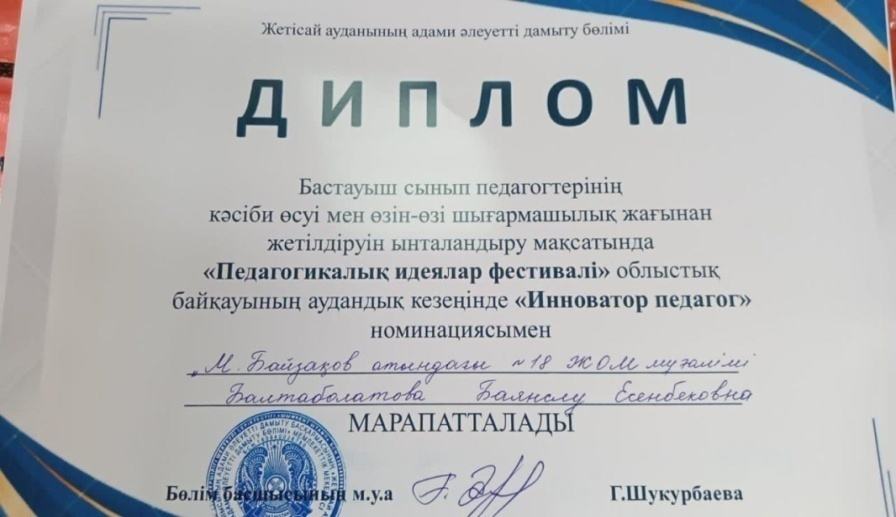 Жетісай ауданының адами әлеуетті дамыту бөлімі
ДИПЛОМ
Бастауыш сынып педагогтерінің
кәсіби өсуі мен өзін-өзі шығармашылық жағынан
жетілдіруін ынталандыру мақсатында
«Педагогикалық идеялар фестивалі» облыстық
байқауының аудандық кезеңінде «Инноватор педагог»
номинациясымен
„М. Байзақов атындағы №18 ЖОМ мұғалімі
Балтаболатова Баянслу Есенбековна
МАРАПАТТАЛАДЫ
Бөлім басшысының м.у.а Г.Шукурбаева